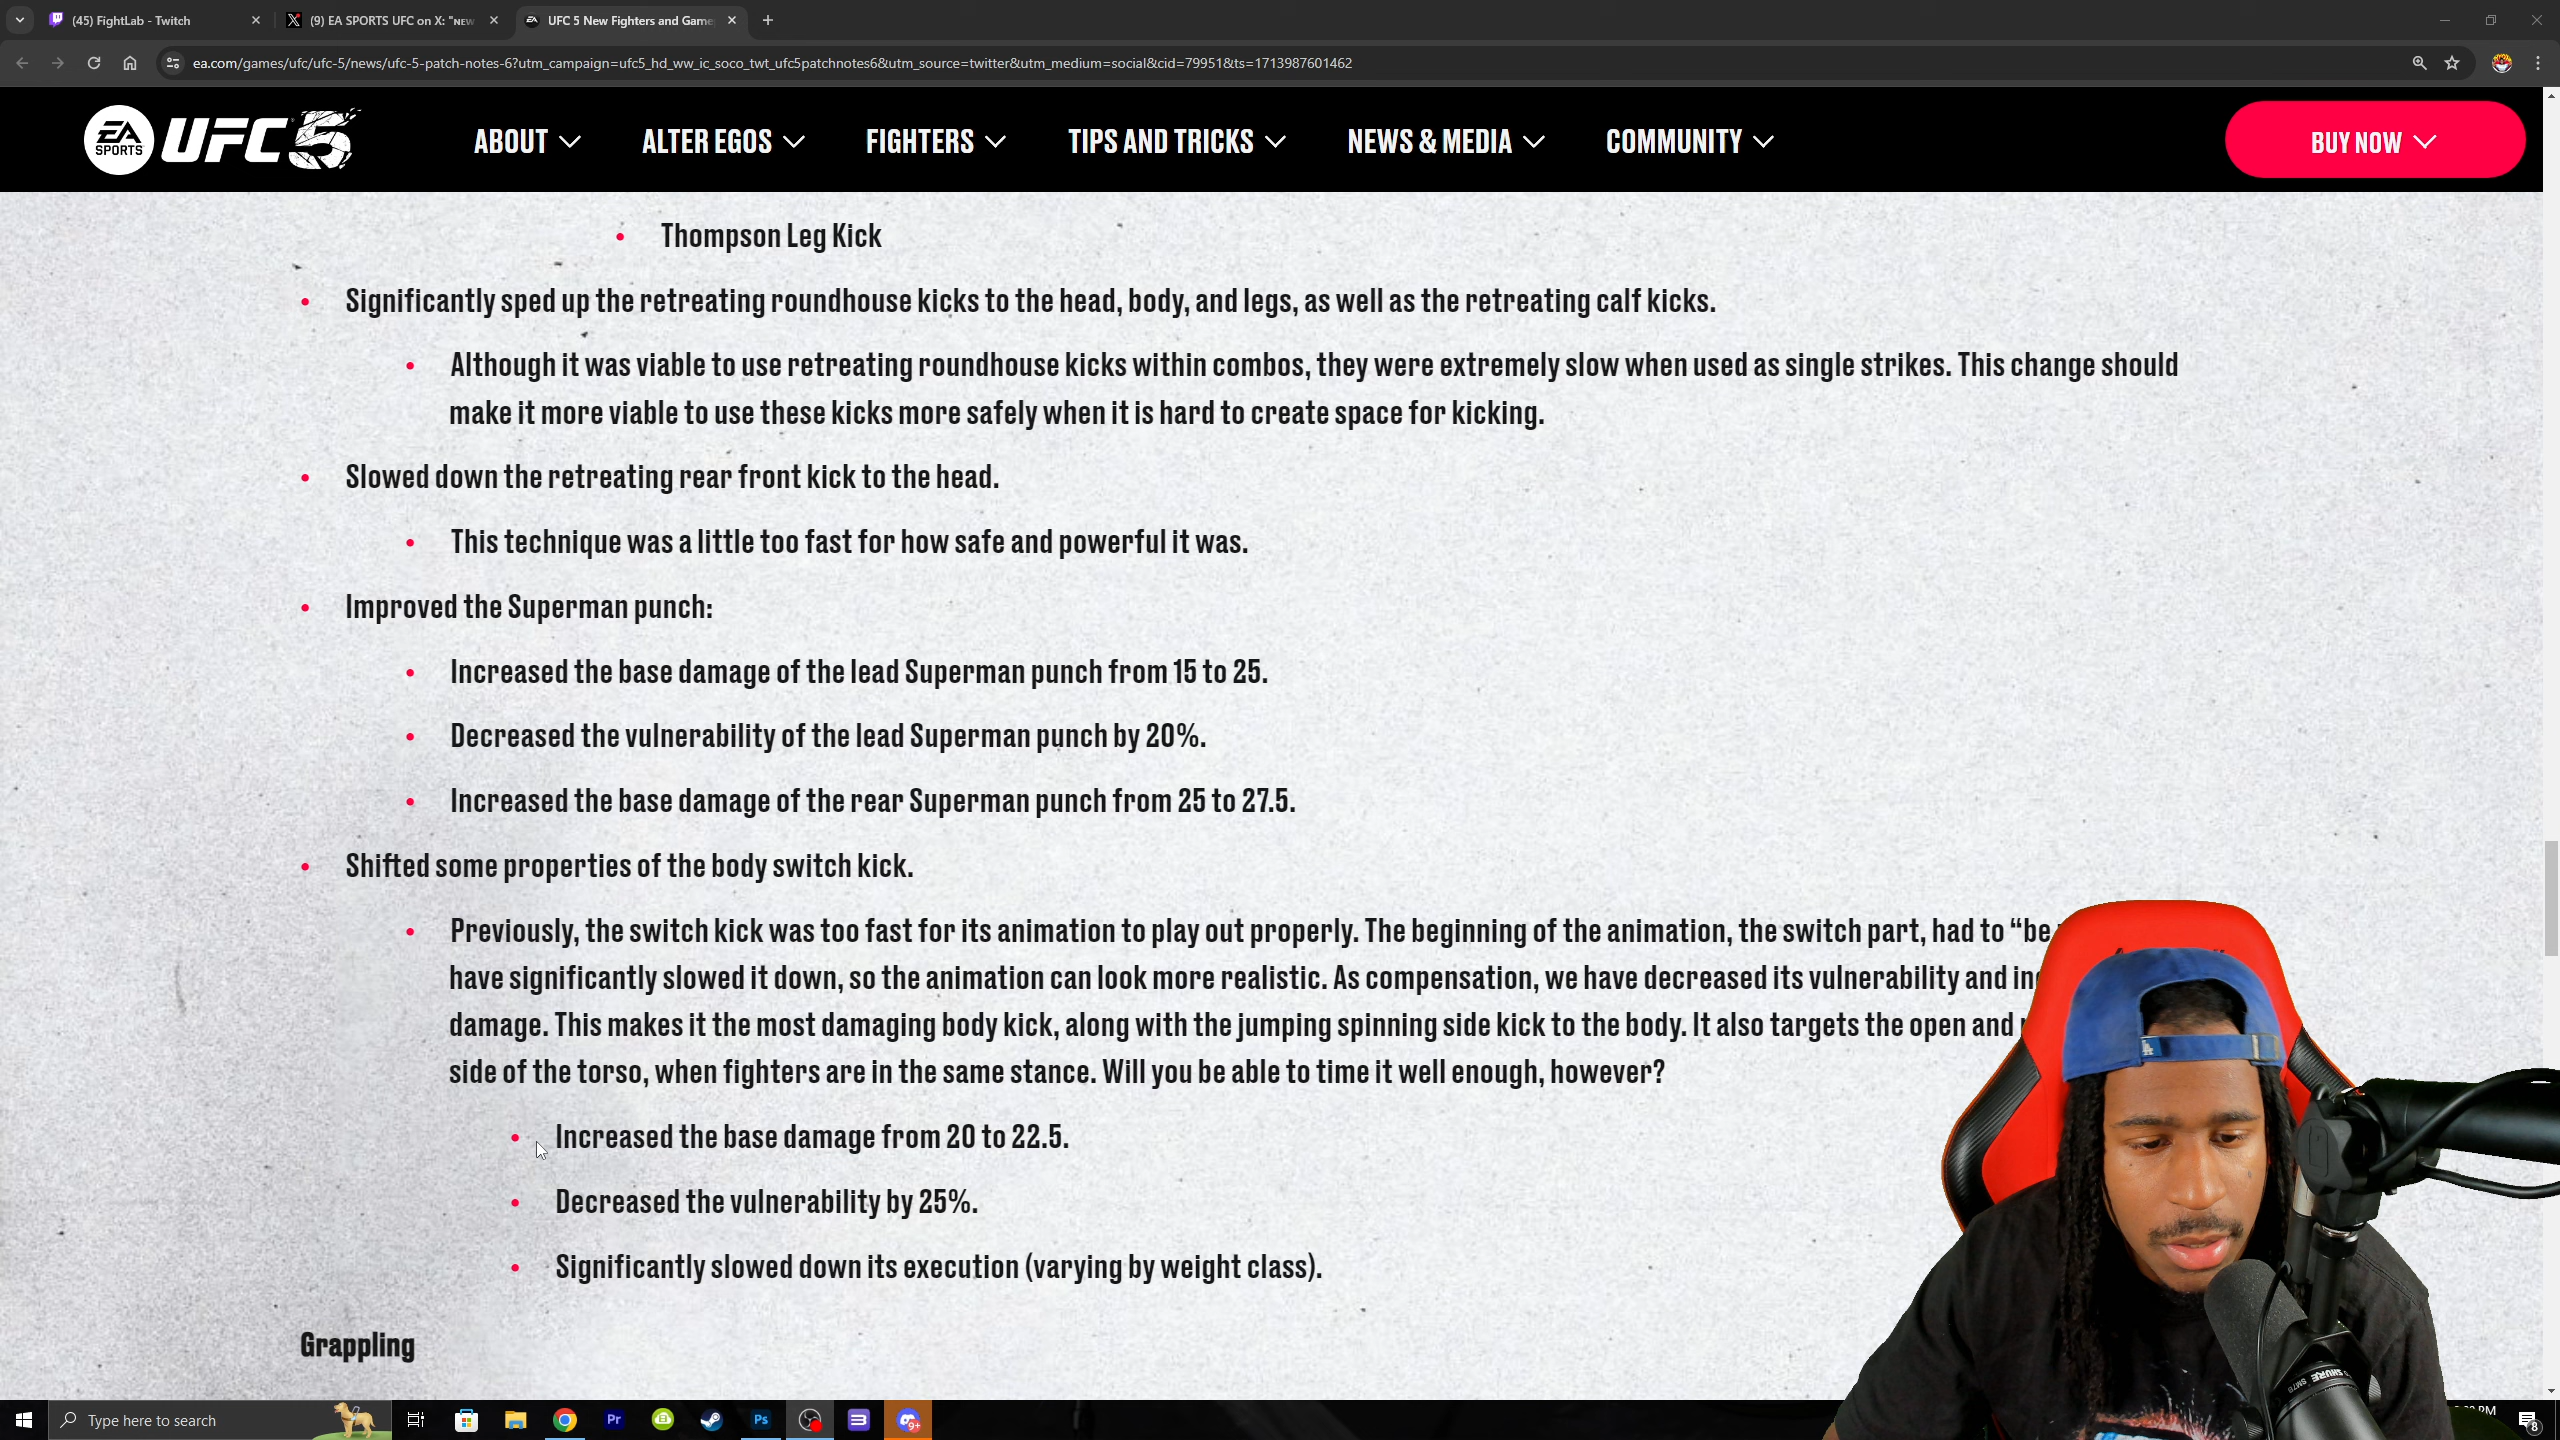 (45) FightLab - Twitch
(9) EA SPORTS UFC on X: "NEW
UFC 5 New Fighters and Game
ea.com/games/ufc/ufc-5/news/ufc-5-patch-notes-6?utm_campaign=ufc5_hd_ww_ic_soco_twt_ufc5patchnotes6&utm_source=twitter&utm_medium=social&cid=79951&ts=1713987601462
EA SPORTS UFC 5
ABOUT
ALTER EGOS
FIGHTERS
TIPS AND TRICKS
NEWS & MEDIA
COMMUNITY
BUY NOW
Thompson Leg Kick
Significantly sped up the retreating roundhouse kicks to the head, body, and legs, as well as the retreating calf kicks.
Although it was viable to use retreating roundhouse kicks within combos, they were extremely slow when used as single strikes. This change should
make it more viable to use these kicks more safely when it is hard to create space for kicking.
Slowed down the retreating rear front kick to the head.
This technique was a little too fast for how safe and powerful it was.
Improved the Superman punch:
Increased the base damage of the lead Superman punch from 15 to 25.
Decreased the vulnerability of the lead Superman punch by 20%.
Increased the base damage of the rear Superman punch from 25 to 27.5.
Shifted some properties of the body switch kick.
Previously, the switch kick was too fast for its animation to play out properly. The beginning of the animation, the switch part, had to “be
have significantly slowed it down, so the animation can look more realistic. As compensation, we have decreased its vulnerability and
damage. This makes it the most damaging body kick, along with the jumping spinning side kick to the body. It also targets the open and
side of the torso, when fighters are in the same stance. Will you be able to time it well enough, however?
Increased the base damage from 20 to 22.5.
Decreased the vulnerability by 25%.
Significantly slowed down its execution (varying by weight class).
Grappling
Type here to search
Pr
Ps
9+
PM
8
SHURE SM7B